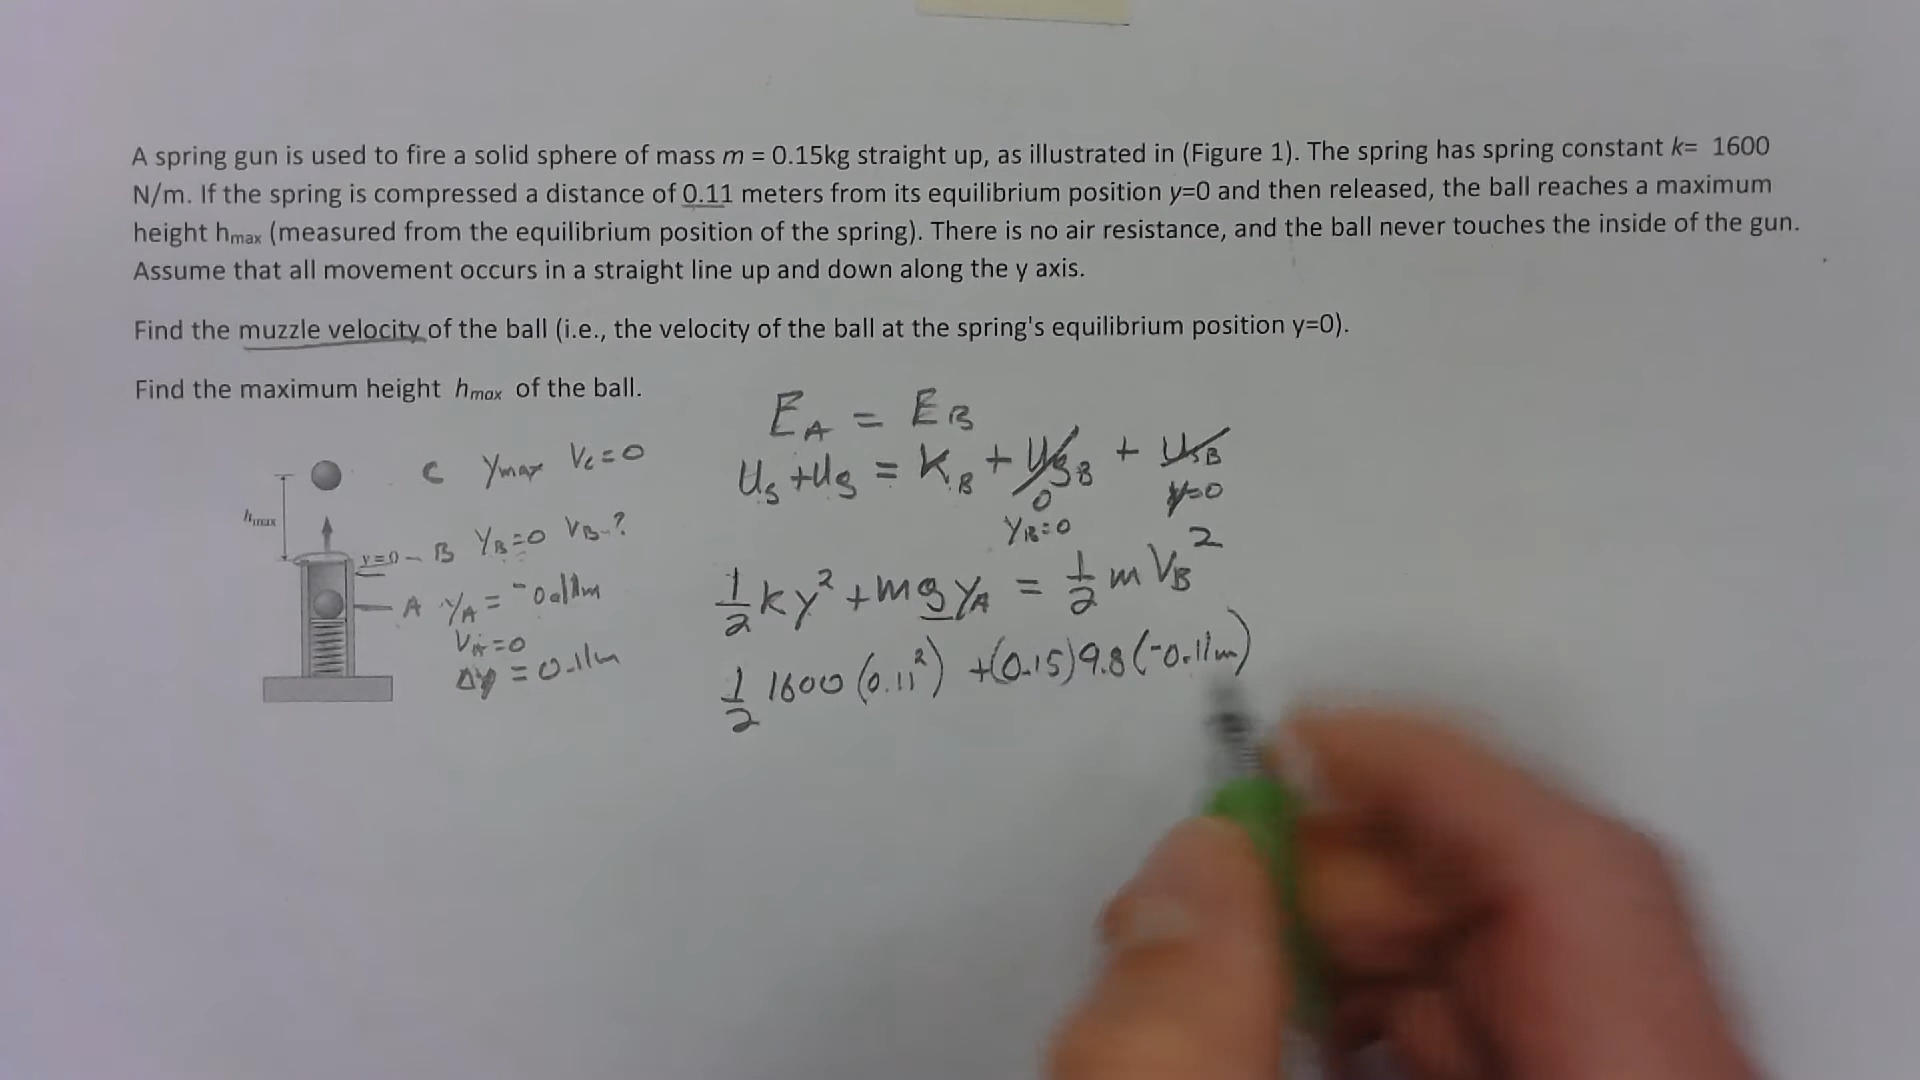 A spring gun is used to fire a solid sphere of mass m = 0.15kg straight up, as illustrated in (Figure 1). The spring has spring constant k= 1600
N/m. If the spring is compressed a distance of 0.11 meters from its equilibrium position y=0 and then released, the ball reaches a maximum
height hmax (measured from the equilibrium position of the spring). There is no air resistance, and the ball never touches the inside of the gun.
Assume that all movement occurs in a straight line up and down along the y axis.
Find the muzzle velocity of the ball (i.e., the velocity of the ball at the spring's equilibrium position y=0).
Find the maximum height hmax of the ball.
C ymax Vc=0
hmax
y=0 – B YB=0 VB-?
A YA = -0.11m
VA=0
Δy = 0.11m
EA = EB
Us + Ug = KB + UgB + UsB
0
y=0
YB=0
1/2 ky² + mgyA = 1/2 m VB²
1/2 1600 (0.11²) + (0.15)9.8(-0.11m)